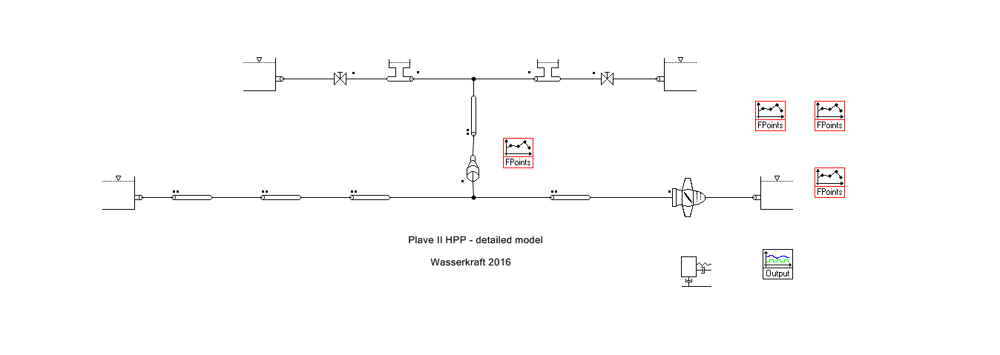 FPoints
FPoints
FPoints
FPoints
Plave II HPP - detailed model
Wasserkraft 2016
Output